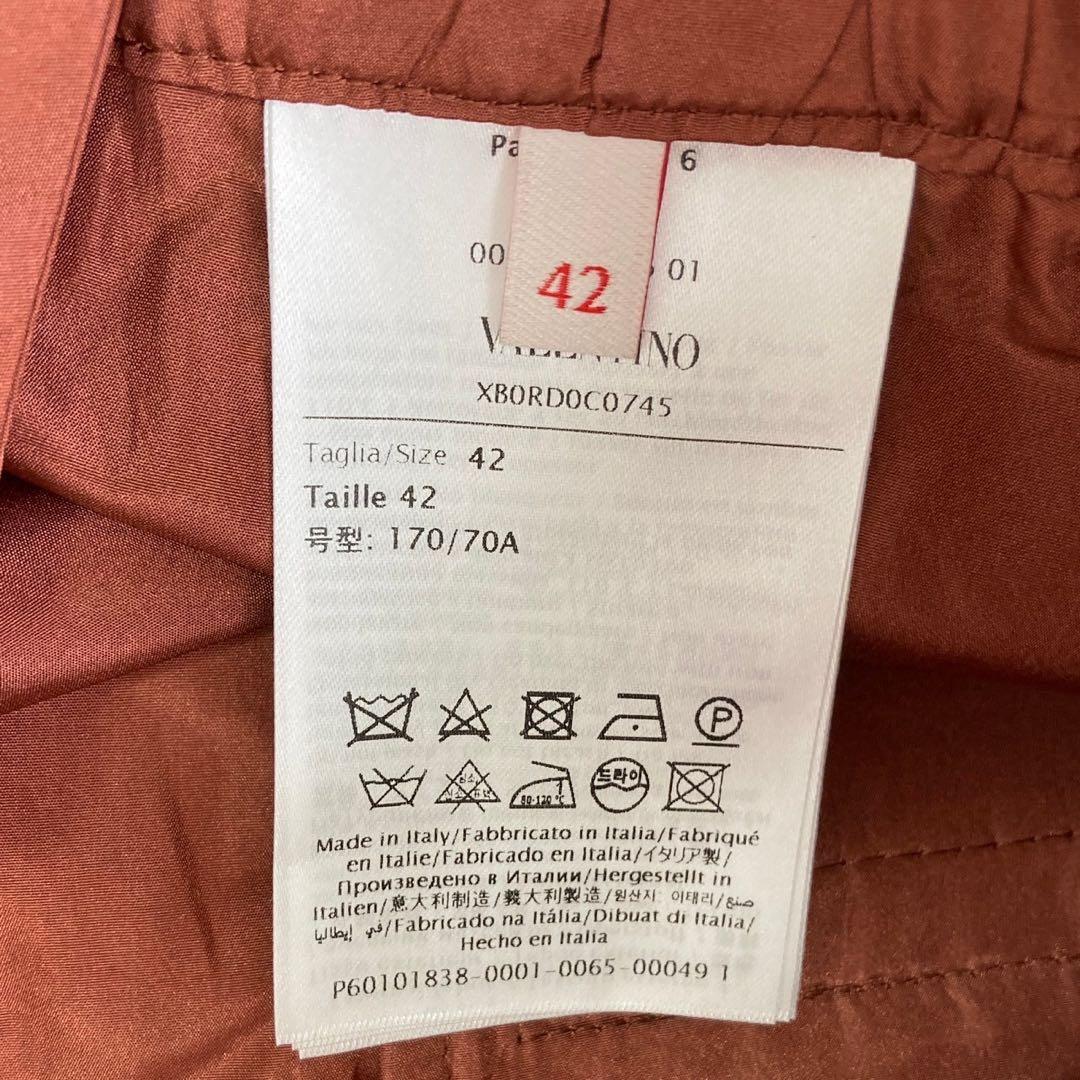 6
00
01
42
VALENTINO
XB0RD0C0745
Taglia/Size 42
Taille 42
号型: 170/70A
P
드라이
80-120 ℃
Made in Italy/Fabbricato in Italia/Fabriqué
en Italie/Fabricado en Italia/イタリア製/
Произведено в Италии/Hergestellt in
Italien/意大利制造/義大利製造/원산지: 이태리/صنع
في إيطاليا/Fabricado na Itália/Dibuat di Italia/
Hecho en Italia
P60101838-0001-0065-00049 1